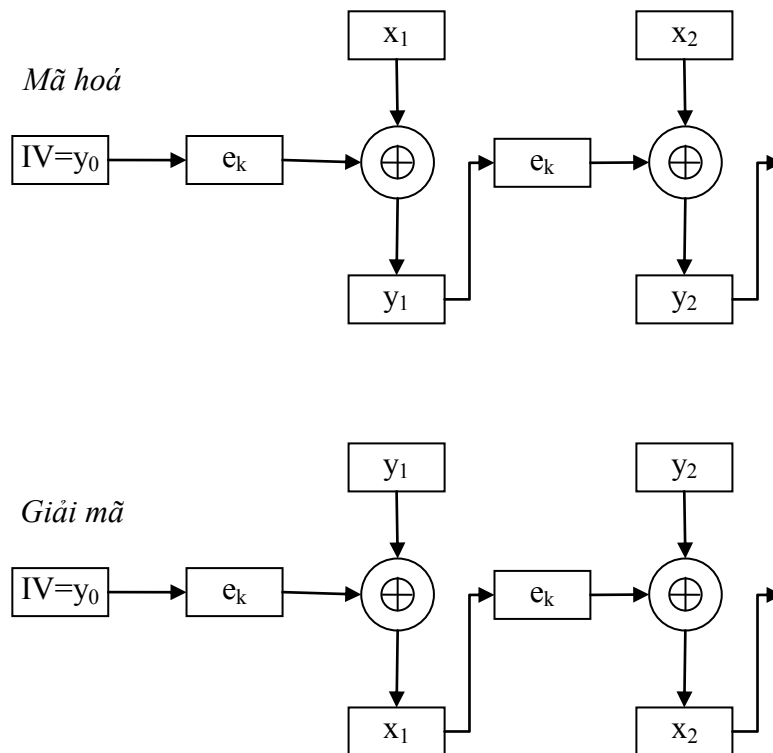 x₁ x₂
Mã hoá
IV=y₀ eₖ eₖ
y₁ y₂
y₁ y₂
Giải mã
IV=y₀ eₖ eₖ
x₁ x₂